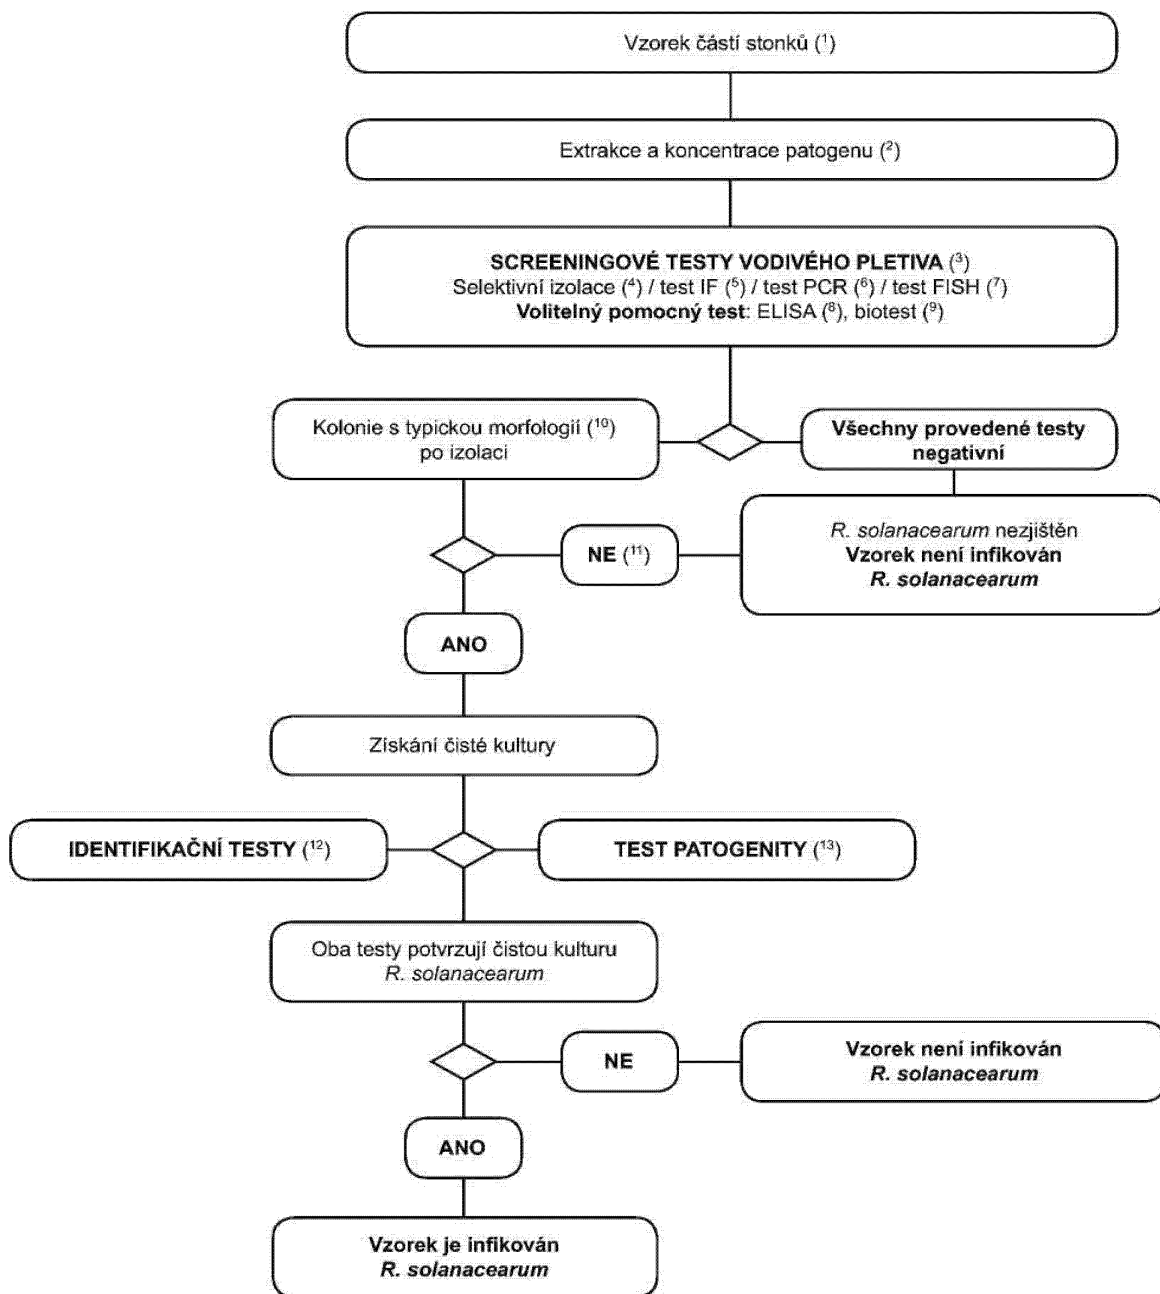 Vzorek částí stonků (¹)
Extrakce a koncentrace patogenu (²)
SCREENINGOVÉ TESTY VODIVÉHO PLETIVA (³)
Selektivní izolace (⁴) / test IF (⁵) / test PCR (⁶) / test FISH (⁷)
Volitelný pomocný test: ELISA (⁸), biotest (⁹)
Kolonie s typickou morfologií (¹⁰)
po izolaci
Všechny provedené testy
negativní
NE (¹¹)
R. solanacearum nezjištěn
Vzorek není infikován
R. solanacearum
ANO
Získání čisté kultury
IDENTIFIKAČNÍ TESTY (¹²)
TEST PATOGENITY (¹³)
Oba testy potvrzují čistou kulturu
R. solanacearum
NE
Vzorek není infikován
R. solanacearum
ANO
Vzorek je infikován
R. solanacearum